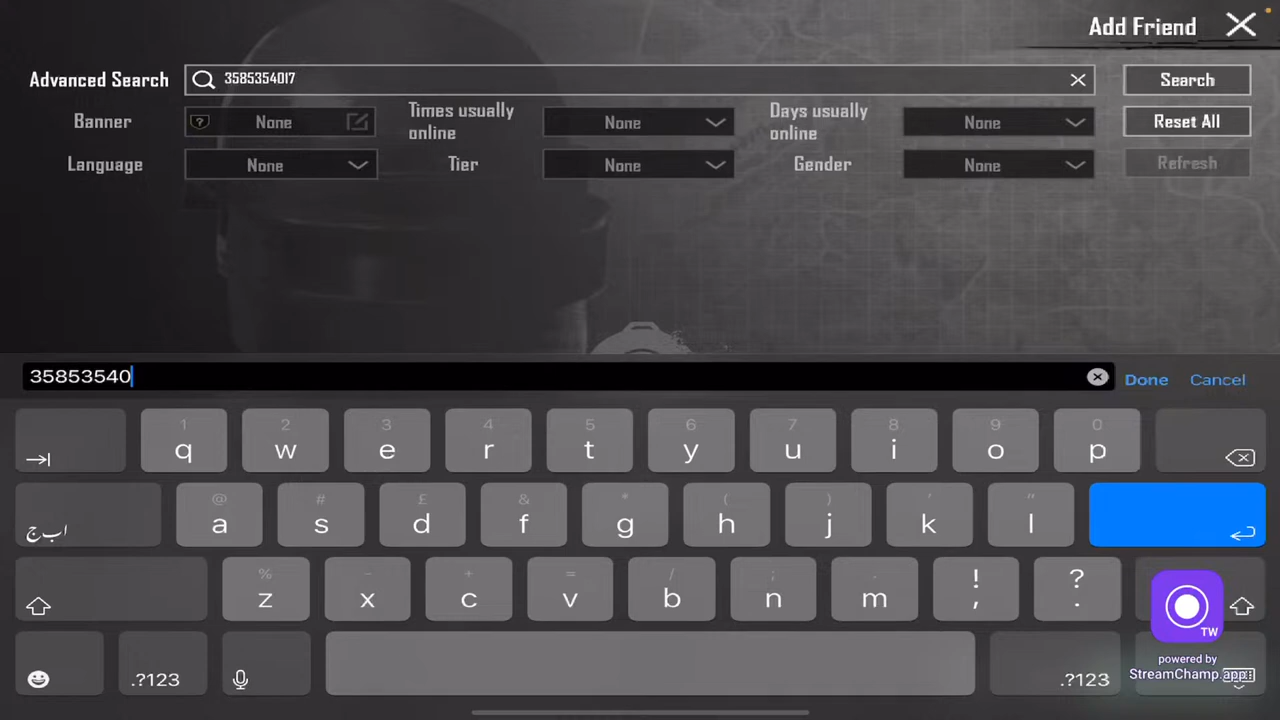 Add Friend
Advanced Search 3585354017 Search
Banner None Times usually online None Days usually online None Reset All
Language None Tier None Gender None Refresh
35853540 Done Cancel
1 2 3 4 5 6 7 8 9 0
q w e r t y u i o p
@ # £ & * ( ) ' "
ا ب ج a s d f g h j k l
% - + = / ; . ! ?
z x c v b n m , .
.?123 .?123
TW
powered by
StreamChamp.app